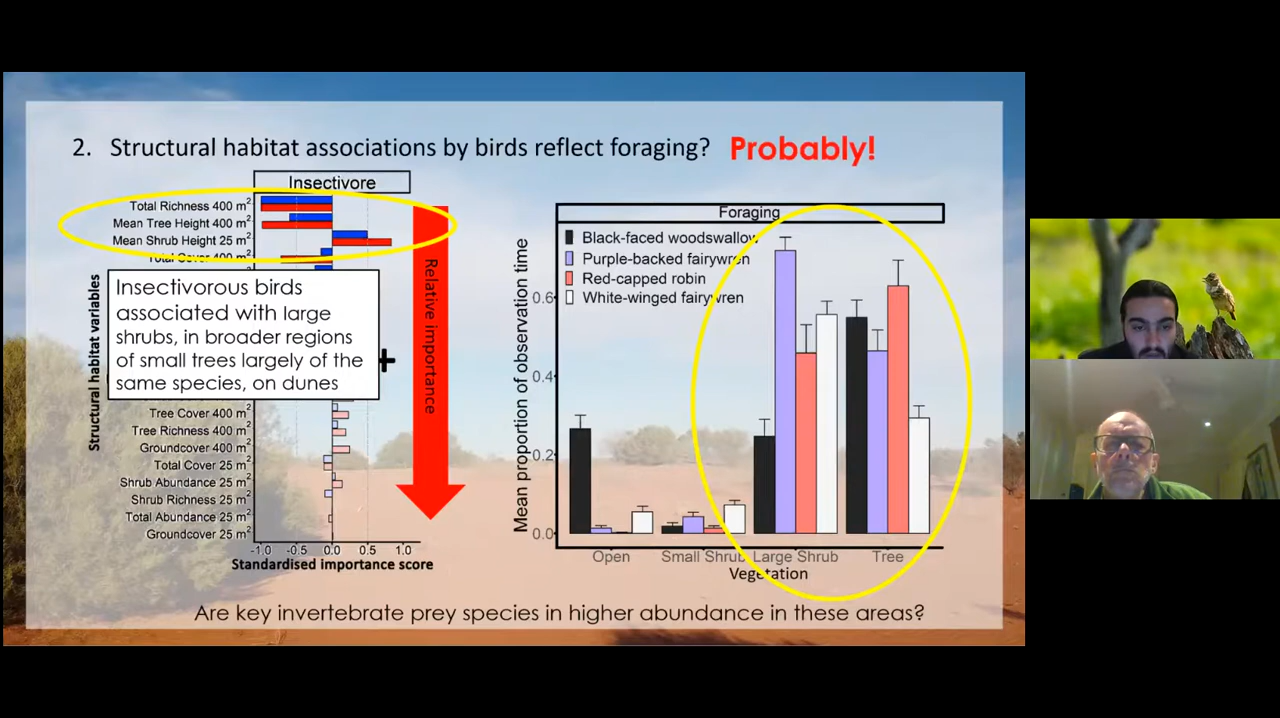 2. Structural habitat associations by birds reflect foraging? Probably!
Insectivore
Total Richness 400 m²
Mean Tree Height 400 m²
Mean Shrub Height 25 m²
Total Cover 400 m²
Insectivorous birds
associated with large
shrubs, in broader regions
of small trees largely of the
same species, on dunes
+
Tree Cover 400 m²
Tree Richness 400 m²
Groundcover 400 m²
Total Cover 25 m²
Shrub Abundance 25 m²
Shrub Richness 25 m²
Total Abundance 25 m²
Groundcover 25 m²
-1.0 -0.5 0.0 0.5 1.0
Standardised importance score
Structural habitat variables
Relative importance
Foraging
Black-faced woodswallow
Purple-backed fairywren
Red-capped robin
White-winged fairywren
Mean proportion of observation time
0.6
0.4
0.2
0.0
Open Small Shrub Large Shrub Tree
Vegetation
Are key invertebrate prey species in higher abundance in these areas?